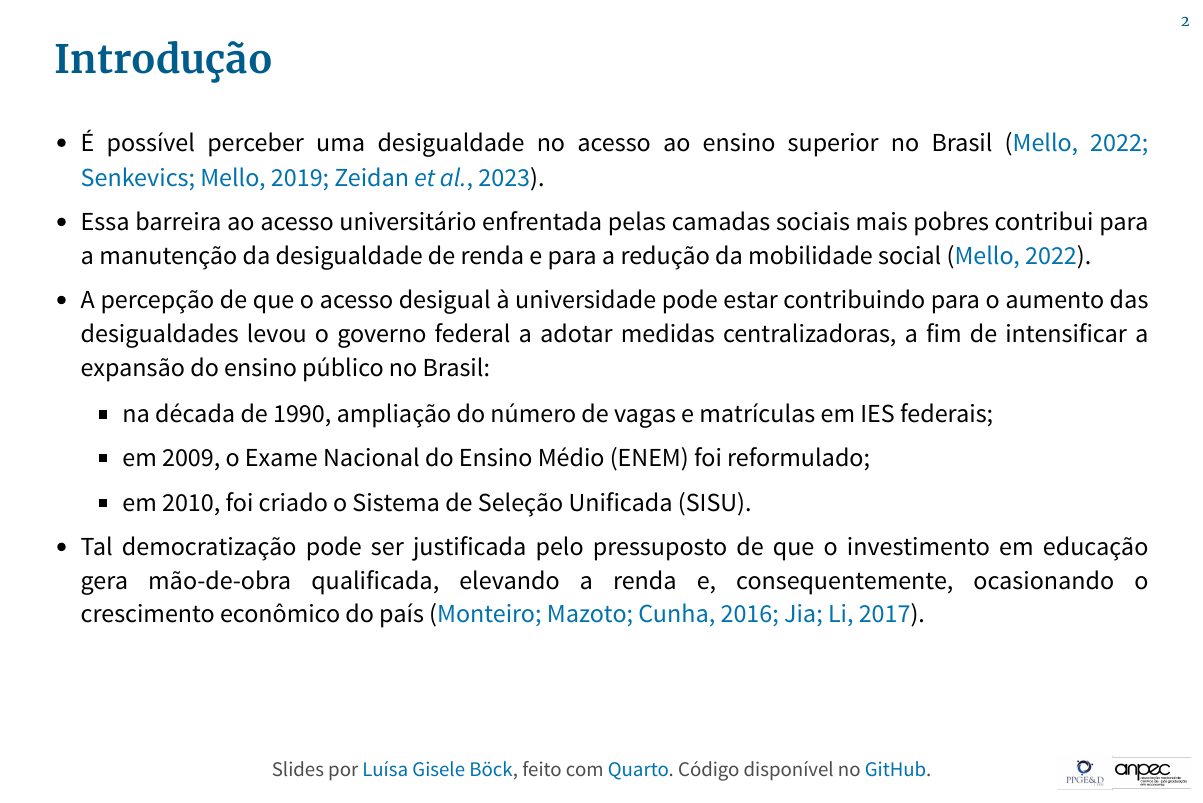 2
Introdução
• É possível perceber uma desigualdade no acesso ao ensino superior no Brasil (Mello, 2022;
Senkevics; Mello, 2019; Zeidan et al., 2023).
• Essa barreira ao acesso universitário enfrentada pelas camadas sociais mais pobres contribui para
a manutenção da desigualdade de renda e para a redução da mobilidade social (Mello, 2022).
• A percepção de que o acesso desigual à universidade pode estar contribuindo para o aumento das
desigualdades levou o governo federal a adotar medidas centralizadoras, a fim de intensificar a
expansão do ensino público no Brasil:
▪ na década de 1990, ampliação do número de vagas e matrículas em IES federais;
▪ em 2009, o Exame Nacional do Ensino Médio (ENEM) foi reformulado;
▪ em 2010, foi criado o Sistema de Seleção Unificada (SISU).
• Tal democratização pode ser justificada pelo pressuposto de que o investimento em educação
gera mão-de-obra qualificada, elevando a renda e, consequentemente, ocasionando o
crescimento econômico do país (Monteiro; Mazoto; Cunha, 2016; Jia; Li, 2017).
Slides por Luísa Gisele Böck, feito com Quarto. Código disponível no GitHub.
PPGE&D
anpec